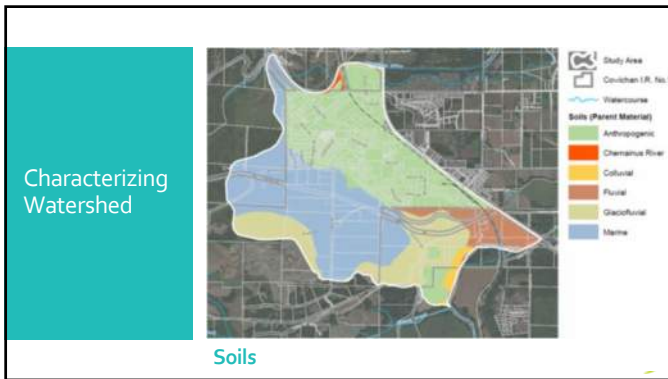 Characterizing
Watershed
Study Area
Cowichan I.R. No.
Watercourse
Soils (Parent Material)
Anthropogenic
Chemainus River
Colluvial
Fluvial
Glaciofluvial
Marine
Soils